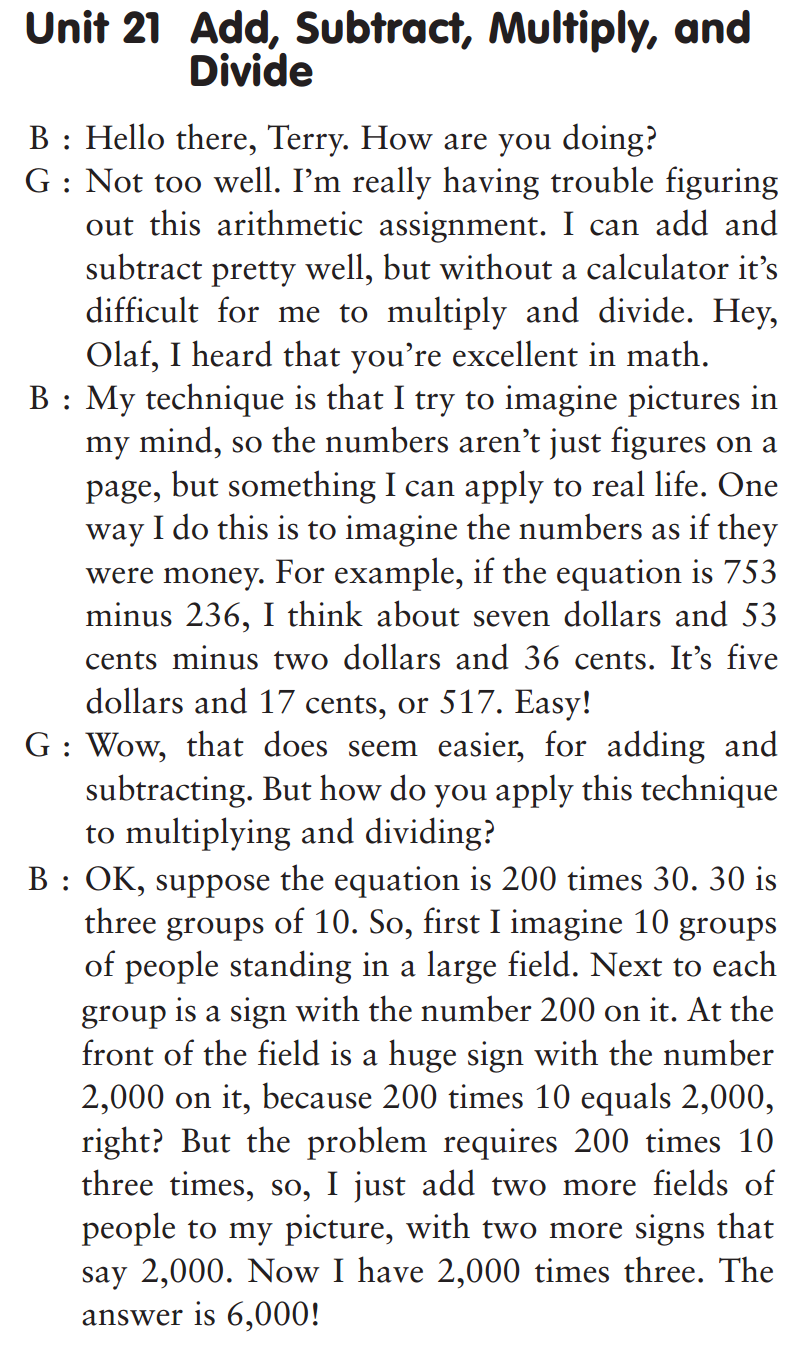 Unit 21 Add, Subtract, Multiply, and
Divide
B : Hello there, Terry. How are you doing?
G : Not too well. I'm really having trouble figuring
out this arithmetic assignment. I can add and
subtract pretty well, but without a calculator it's
difficult for me to multiply and divide. Hey,
Olaf, I heard that you're excellent in math.
B : My technique is that I try to imagine pictures in
my mind, so the numbers aren't just figures on a
page, but something I can apply to real life. One
way I do this is to imagine the numbers as if they
were money. For example, if the equation is 753
minus 236, I think about seven dollars and 53
cents minus two dollars and 36 cents. It's five
dollars and 17 cents, or 517. Easy!
G : Wow, that does seem easier, for adding and
subtracting. But how do you apply this technique
to multiplying and dividing?
B : OK, suppose the equation is 200 times 30. 30 is
three groups of 10. So, first I imagine 10 groups
of people standing in a large field. Next to each
group is a sign with the number 200 on it. At the
front of the field is a huge sign with the number
2,000 on it, because 200 times 10 equals 2,000,
right? But the problem requires 200 times 10
three times, so, I just add two more fields of
people to my picture, with two more signs that
say 2,000. Now I have 2,000 times three. The
answer is 6,000!